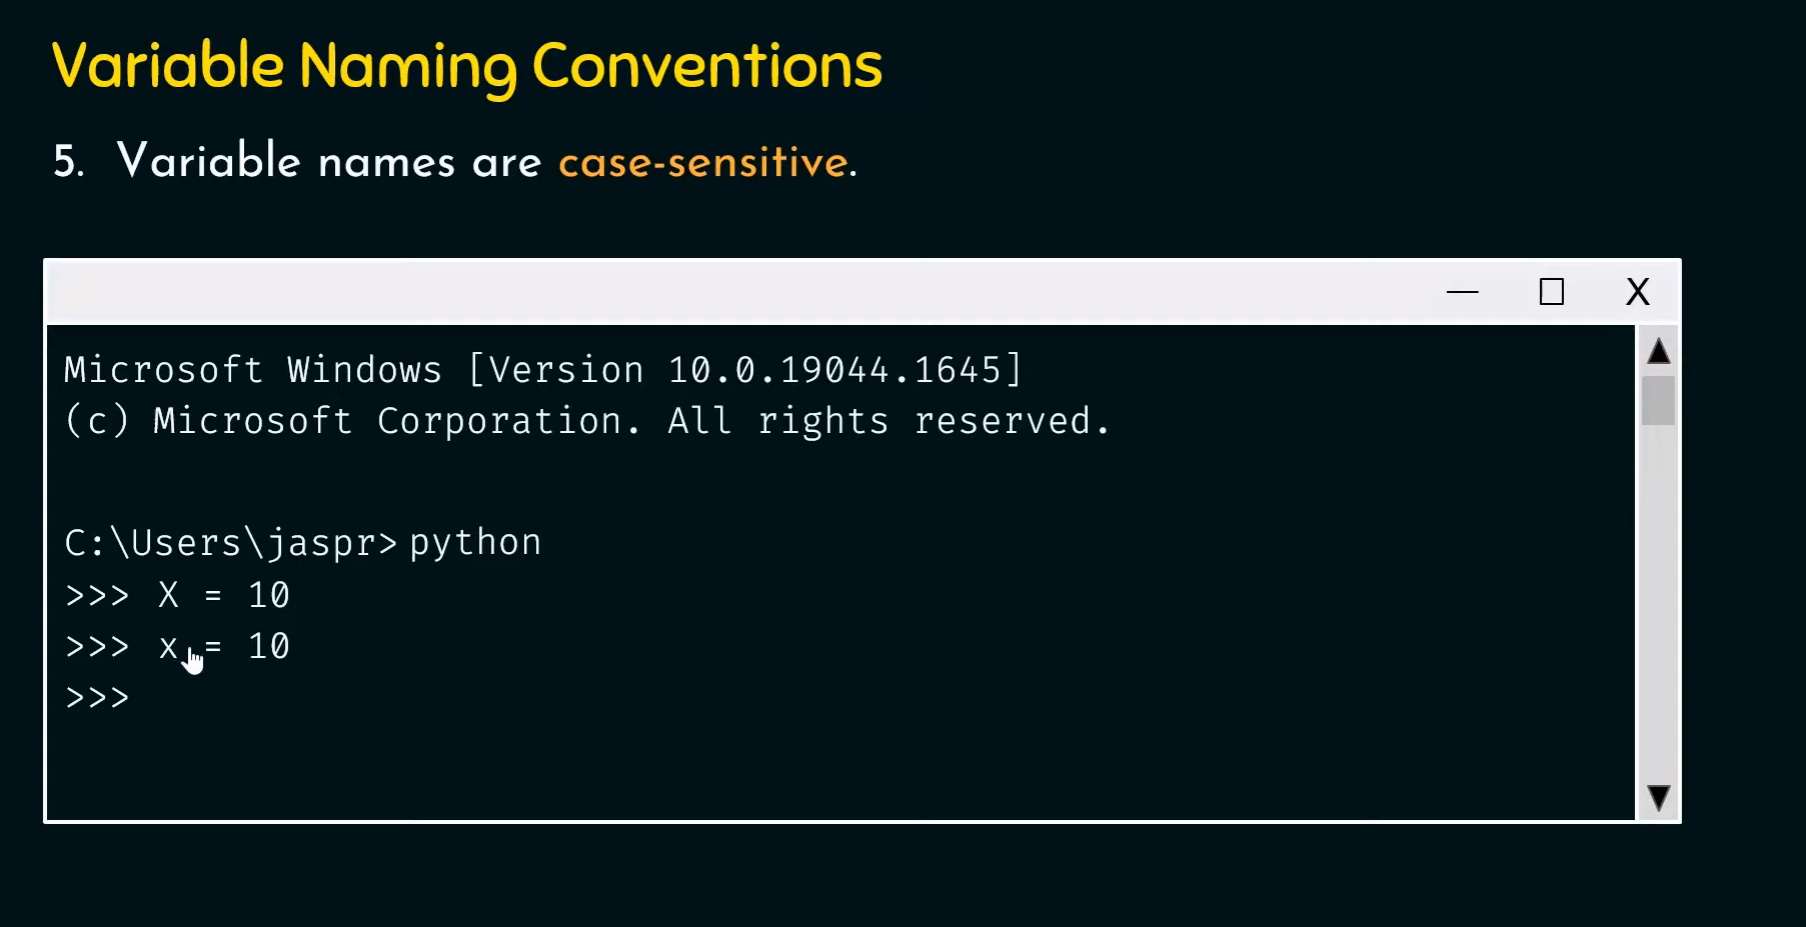 Variable Naming Conventions
5. Variable names are case-sensitive.
X
Microsoft Windows [Version 10.0.19044.1645]
(c) Microsoft Corporation. All rights reserved.
C:\Users\jaspr> python
>>> X = 10
>>> x = 10
>>>